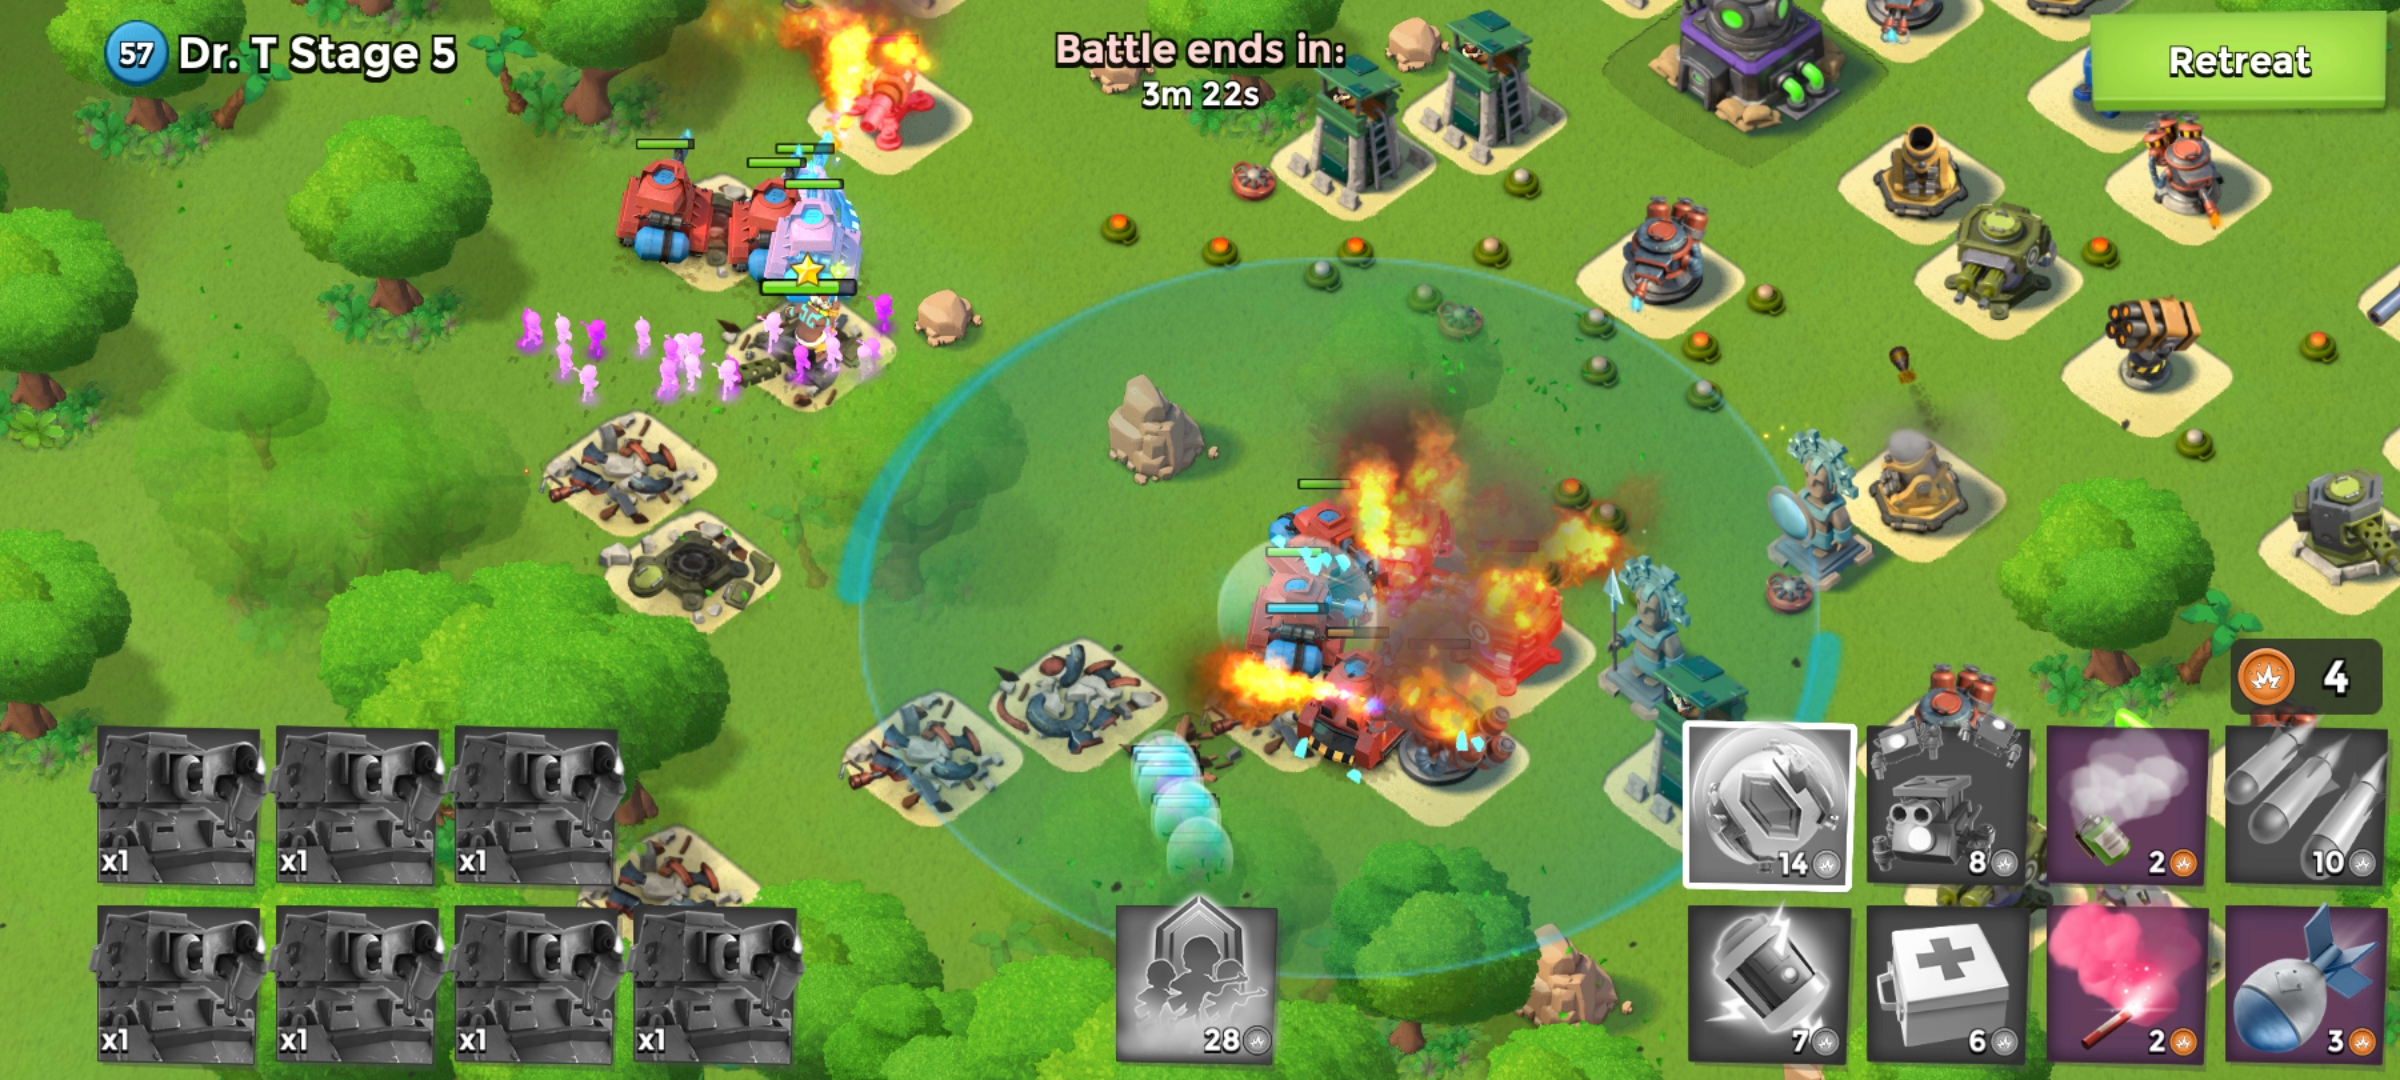 57 Dr. T Stage 5
Battle ends in:
3m 22s
Retreat
4
x1 x1 x1
14 8 2 10
x1 x1 x1 x1
28
7 6 2 3